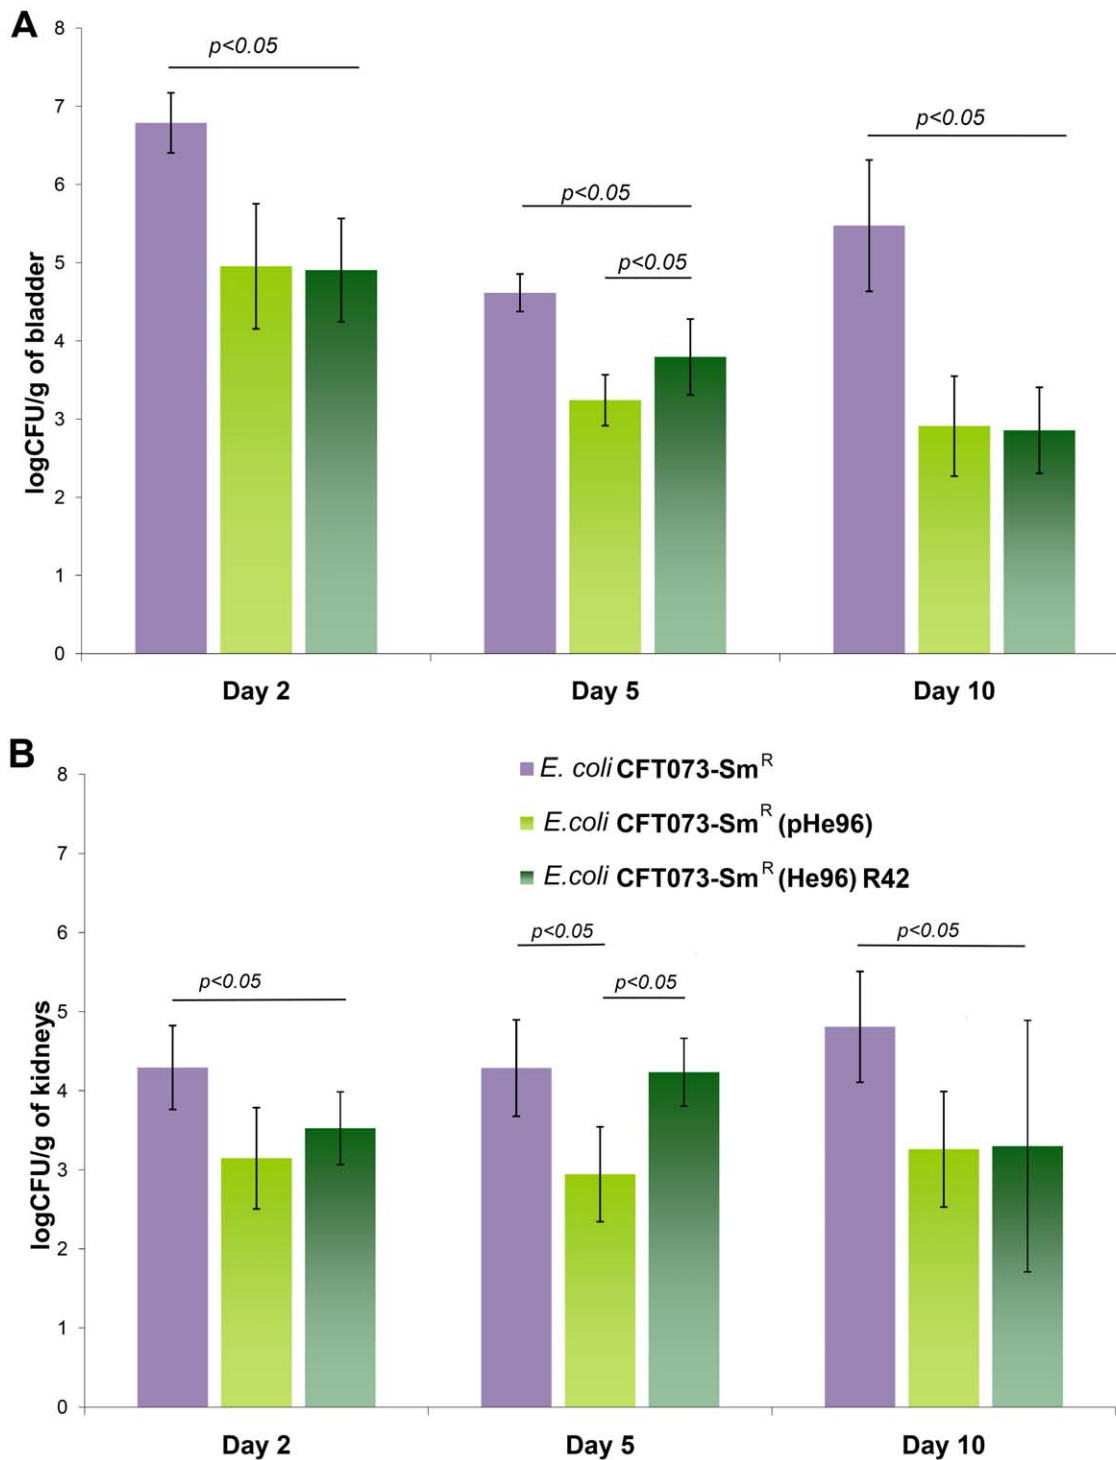 A
8
p<0.05
7
p<0.05
6
p<0.05
5
p<0.05
4
3
2
1
0
logCFU/g of bladder
Day 2 Day 5 Day 10
B
E. coli CFT073-Sm^R
E.coli CFT073-Sm^R (pHe96)
E.coli CFT073-Sm^R (He96) R42
8
7
6
p<0.05 p<0.05
p<0.05 p<0.05
5
4
3
2
1
0
logCFU/g of kidneys
Day 2 Day 5 Day 10